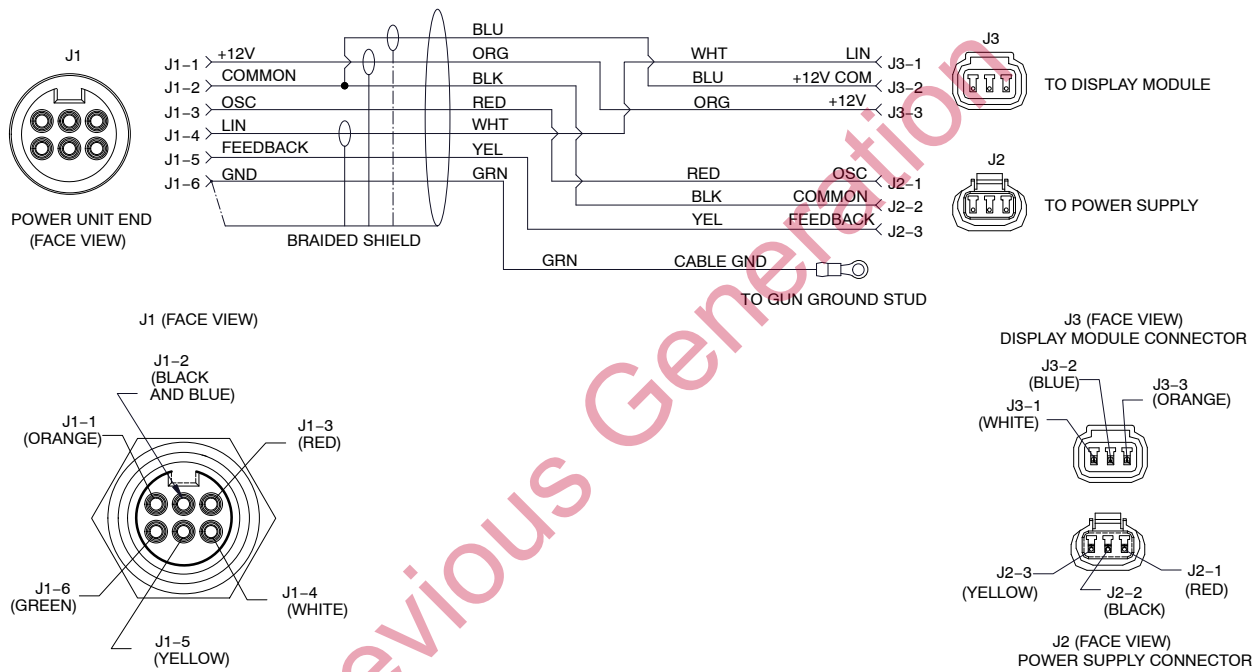 J1
POWER UNIT END
(FACE VIEW)
J1-1 +12V
J1-2 COMMON
J1-3 OSC
J1-4 LIN
J1-5 FEEDBACK
J1-6 GND
BLU
ORG
BLK
RED
WHT
YEL
GRN
BRAIDED SHIELD
WHT LIN J3-1
BLU +12V COM J3-2
ORG +12V J3-3
J3
TO DISPLAY MODULE
RED OSC J2-1
BLK COMMON J2-2
YEL FEEDBACK J2-3
J2
TO POWER SUPPLY
GRN CABLE GND
TO GUN GROUND STUD
J1 (FACE VIEW)
J1-2
(BLACK
AND BLUE)
J1-1
(ORANGE)
J1-3
(RED)
J1-6
(GREEN)
J1-4
(WHITE)
J1-5
(YELLOW)
J3 (FACE VIEW)
DISPLAY MODULE CONNECTOR
J3-2
(BLUE)
J3-3
(ORANGE)
J3-1
(WHITE)
J2-3
(YELLOW)
J2-2
(BLACK)
J2-1
(RED)
J2 (FACE VIEW)
POWER SUPPLY CONNECTOR
evious Generation